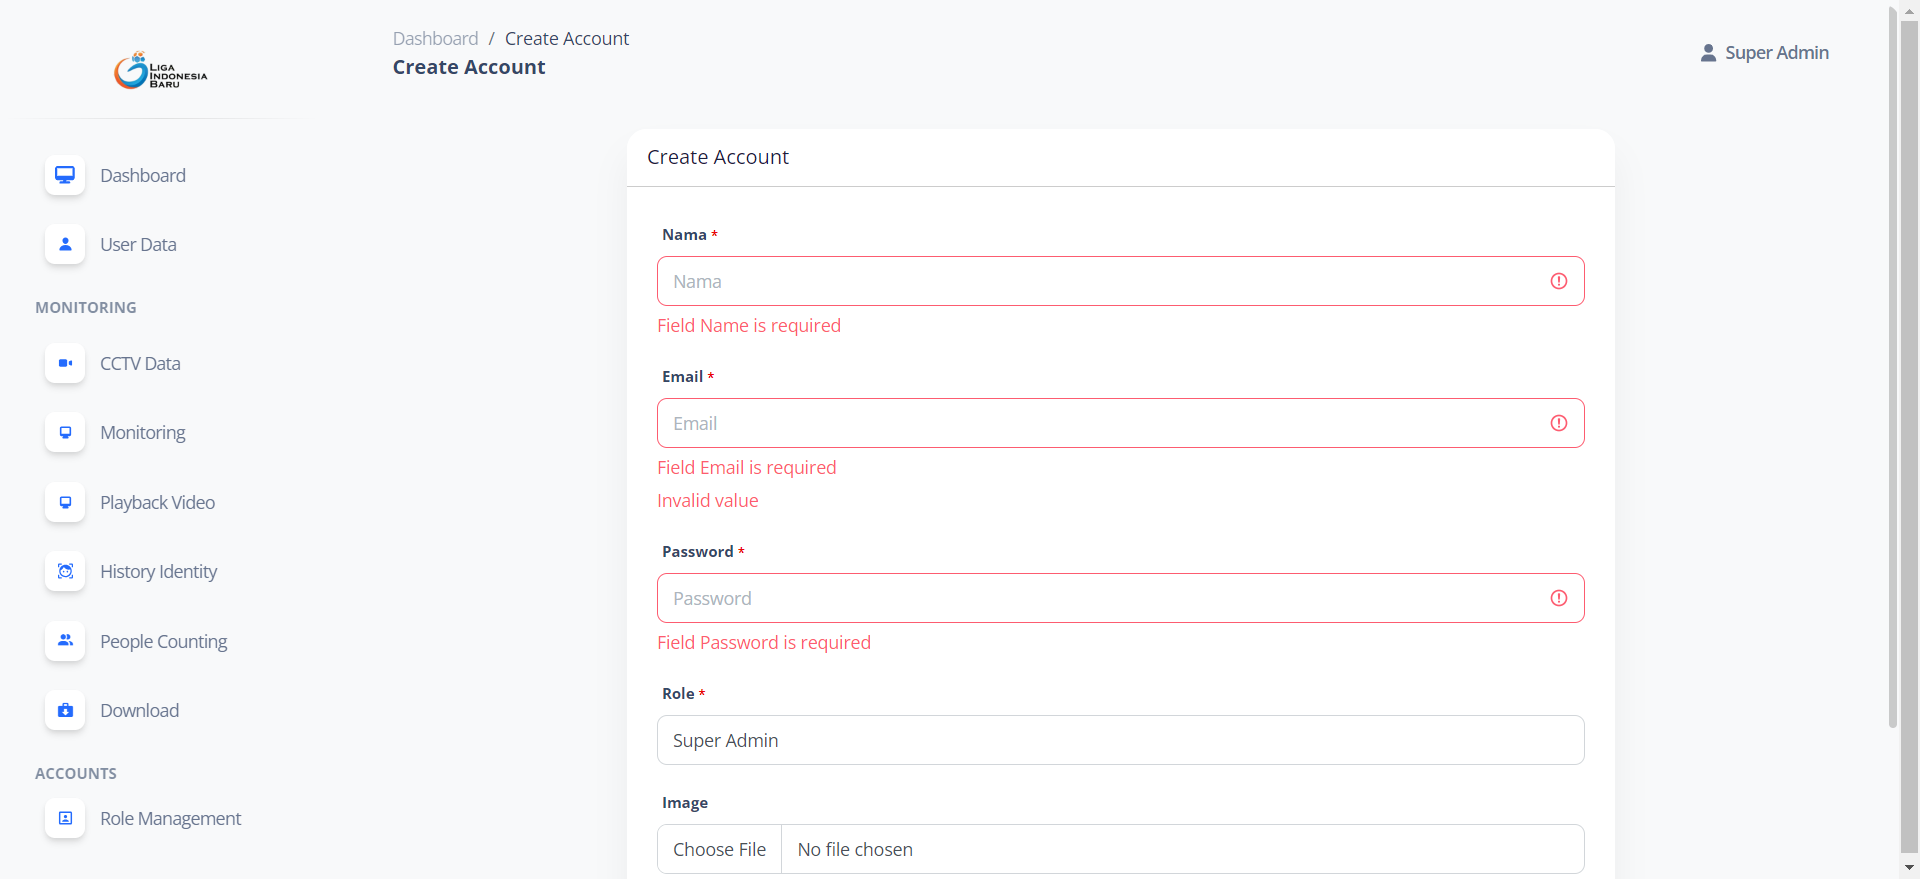 LIGA
INDONESIA
BARU
Dashboard
User Data
MONITORING
CCTV Data
Monitoring
Playback Video
History Identity
People Counting
Download
ACCOUNTS
Role Management
Dashboard / Create Account
Create Account
Super Admin
Create Account
Nama *
Nama
Field Name is required
Email *
Email
Field Email is required
Invalid value
Password *
Password
Field Password is required
Role *
Super Admin
Image
Choose File No file chosen